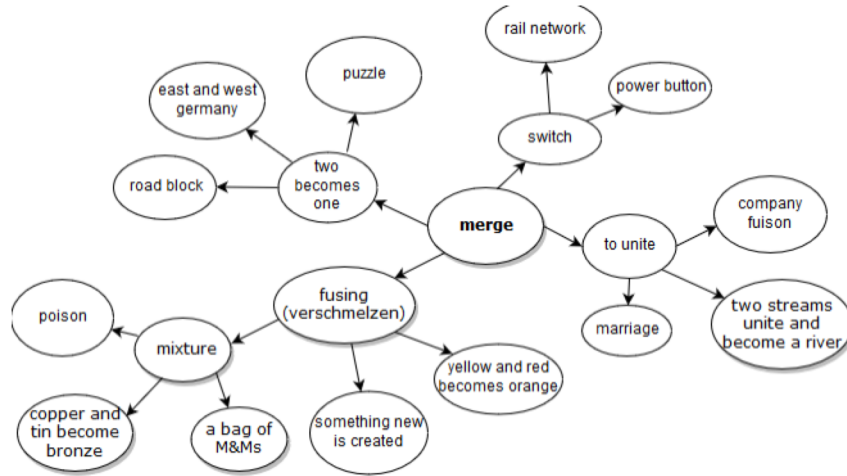 rail network
puzzle
power button
east and west
germany
switch
two
becomes
one
road block
company
fuison
merge
to unite
fusing
(verschmelzen)
poison
two streams
unite and
become a river
marriage
mixture
yellow and red
becomes orange
copper and
tin become
bronze
a bag of
M&Ms
something new
is created